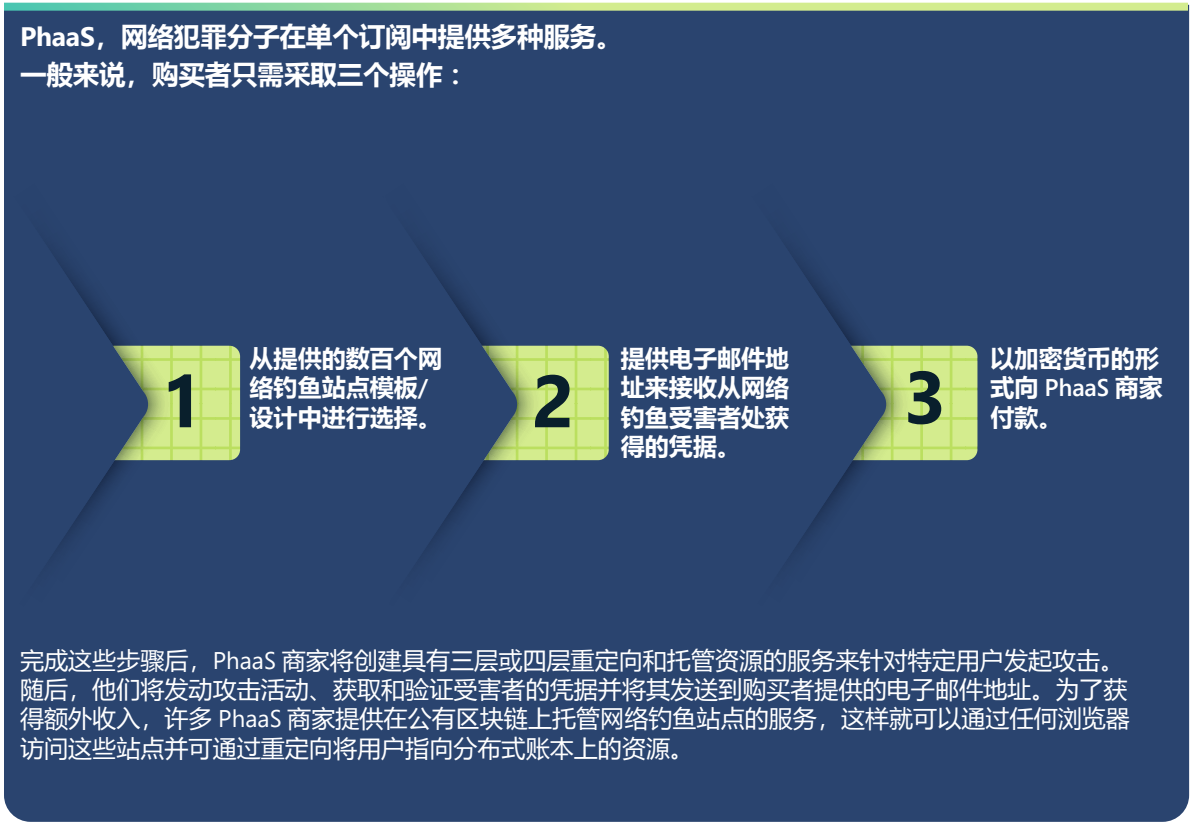 PhaaS，网络犯罪分子在单个订阅中提供多种服务。
一般来说，购买者只需采取三个操作：
1
从提供的数百个网
络钓鱼站点模板/
设计中进行选择。
2
提供电子邮件地
址来接收从网络
钓鱼受害者处获
得的凭据。
3
以加密货币的形
式向 PhaaS 商家
付款。
完成这些步骤后，PhaaS 商家将创建具有三层或四层重定向和托管资源的服务来针对特定用户发起攻击。
随后，他们将发动攻击活动、获取和验证受害者的凭据并将其发送到购买者提供的电子邮件地址。为了获
得额外收入，许多 PhaaS 商家提供在公有区块链上托管网络钓鱼站点的服务，这样就可以通过任何浏览器
访问这些站点并可通过重定向将用户指向分布式账本上的资源。